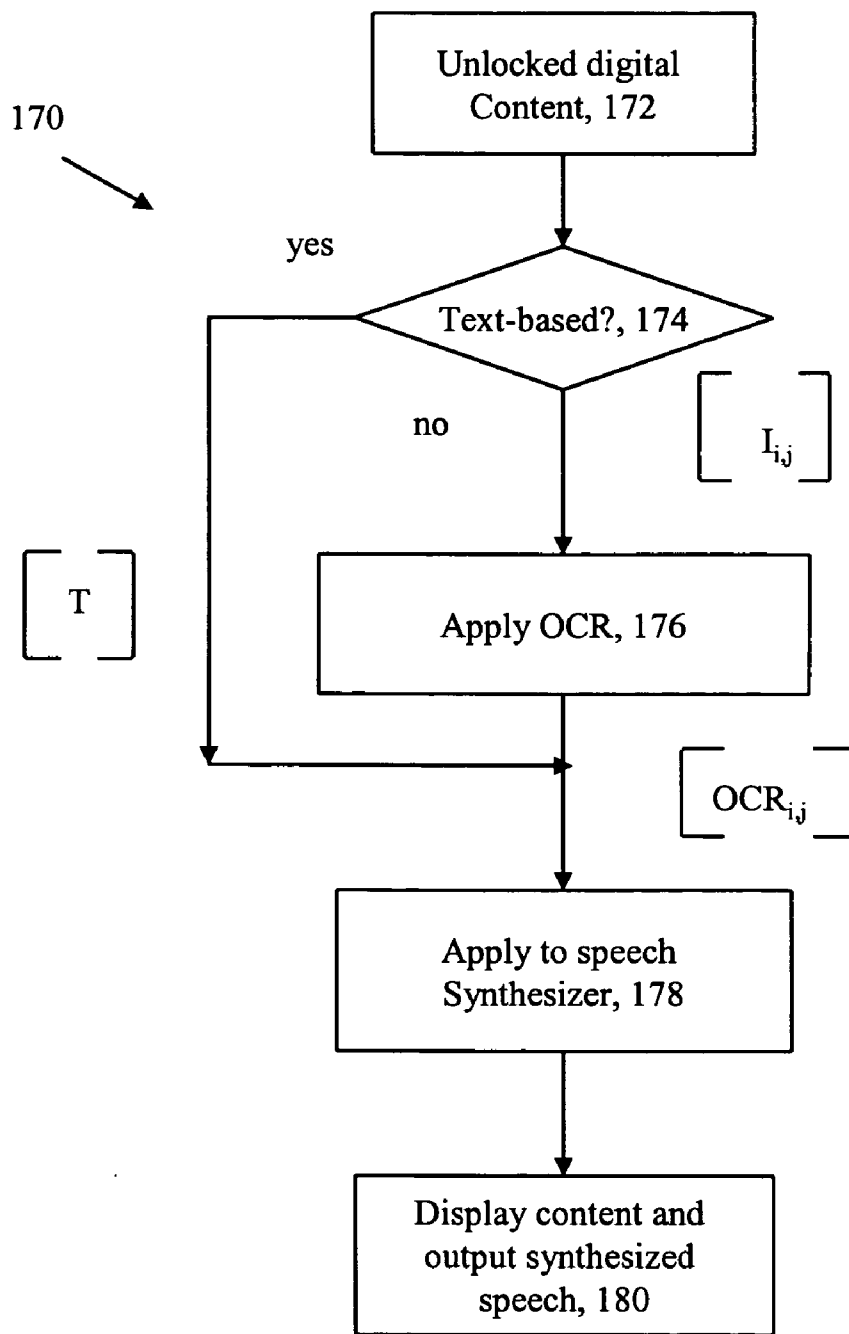 Unlocked digital
Content, 172
170
yes
Text-based?, 174
no
I_{i,j}
T
Apply OCR, 176
OCR_{i,j}
Apply to speech
Synthesizer, 178
Display content and
output synthesized
speech, 180